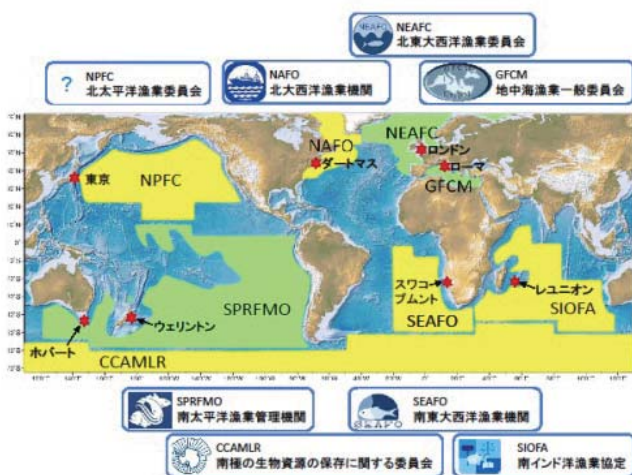 NEAFC
北東大西洋漁業委員会
?
NPFC
北太平洋漁業委員会
NAFO
北大西洋漁業機関
GFCM
地中海漁業一般委員会
NEAFC
NAFO
ロンドン
ダートマス
ローマ
GFCM
NPFC
東京
SPRFMO
スワコ
プムント
レユニオン
SIOFA
SEAFO
ウェリントン
ホバート
CCAMLR
SPRFMO
南太平洋漁業管理機関
SEAFO
SEAFO
南東大西洋漁業機関
CCAMLR
南極の生物資源の保存に関する委員会
SIOFA
南インド洋漁業協定